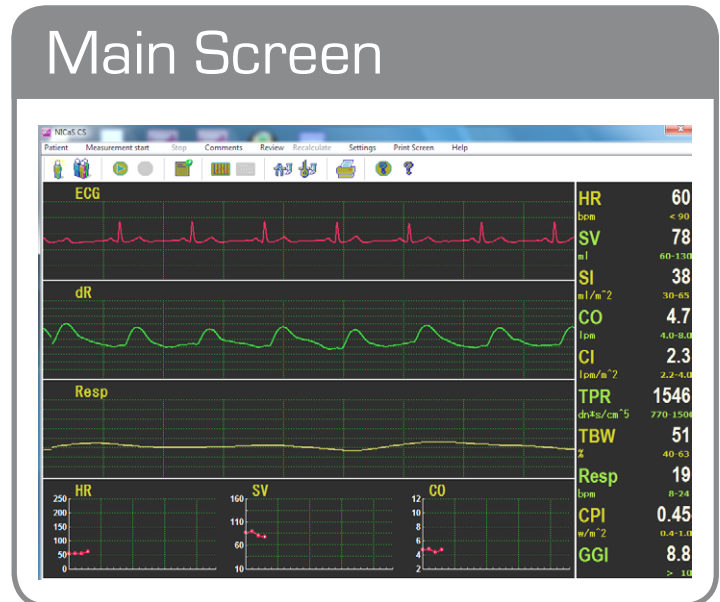 Main Screen
NICaS CS
Patient Measurement start Stop Comments Review Recalculate Settings Print Screen Help
ECG
HR 60
bpm < 90
SV 78
ml 60-130
SI 38
ml/m^2 30-65
dR
CO 4.7
lpm 4.0-8.0
CI 2.3
lpm/m^2 2.2-4.0
Resp
TPR 1546
dn*s/cm^5 770-1500
TBW 51
% 40-63
Resp 19
bpm 8-24
HR SV CO
250 160 12
200 10
150 110 8
100 6
50 60 4
0 10 2
CPI 0.45
w/m^2 0.4-1.0
GGI 8.8
> 10